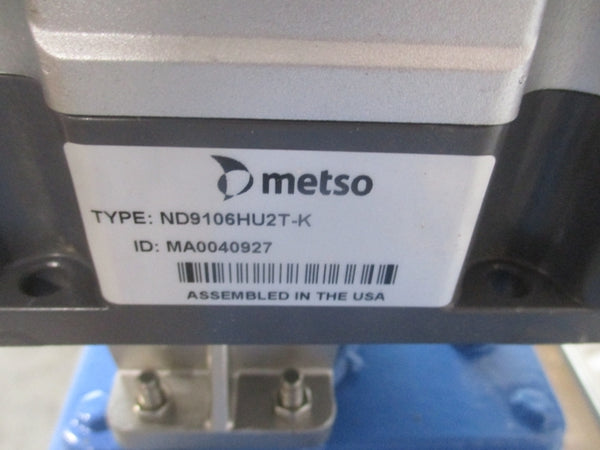 metso
TYPE: ND9106HU2T-K
ID: MA0040927
ASSEMBLED IN THE USA